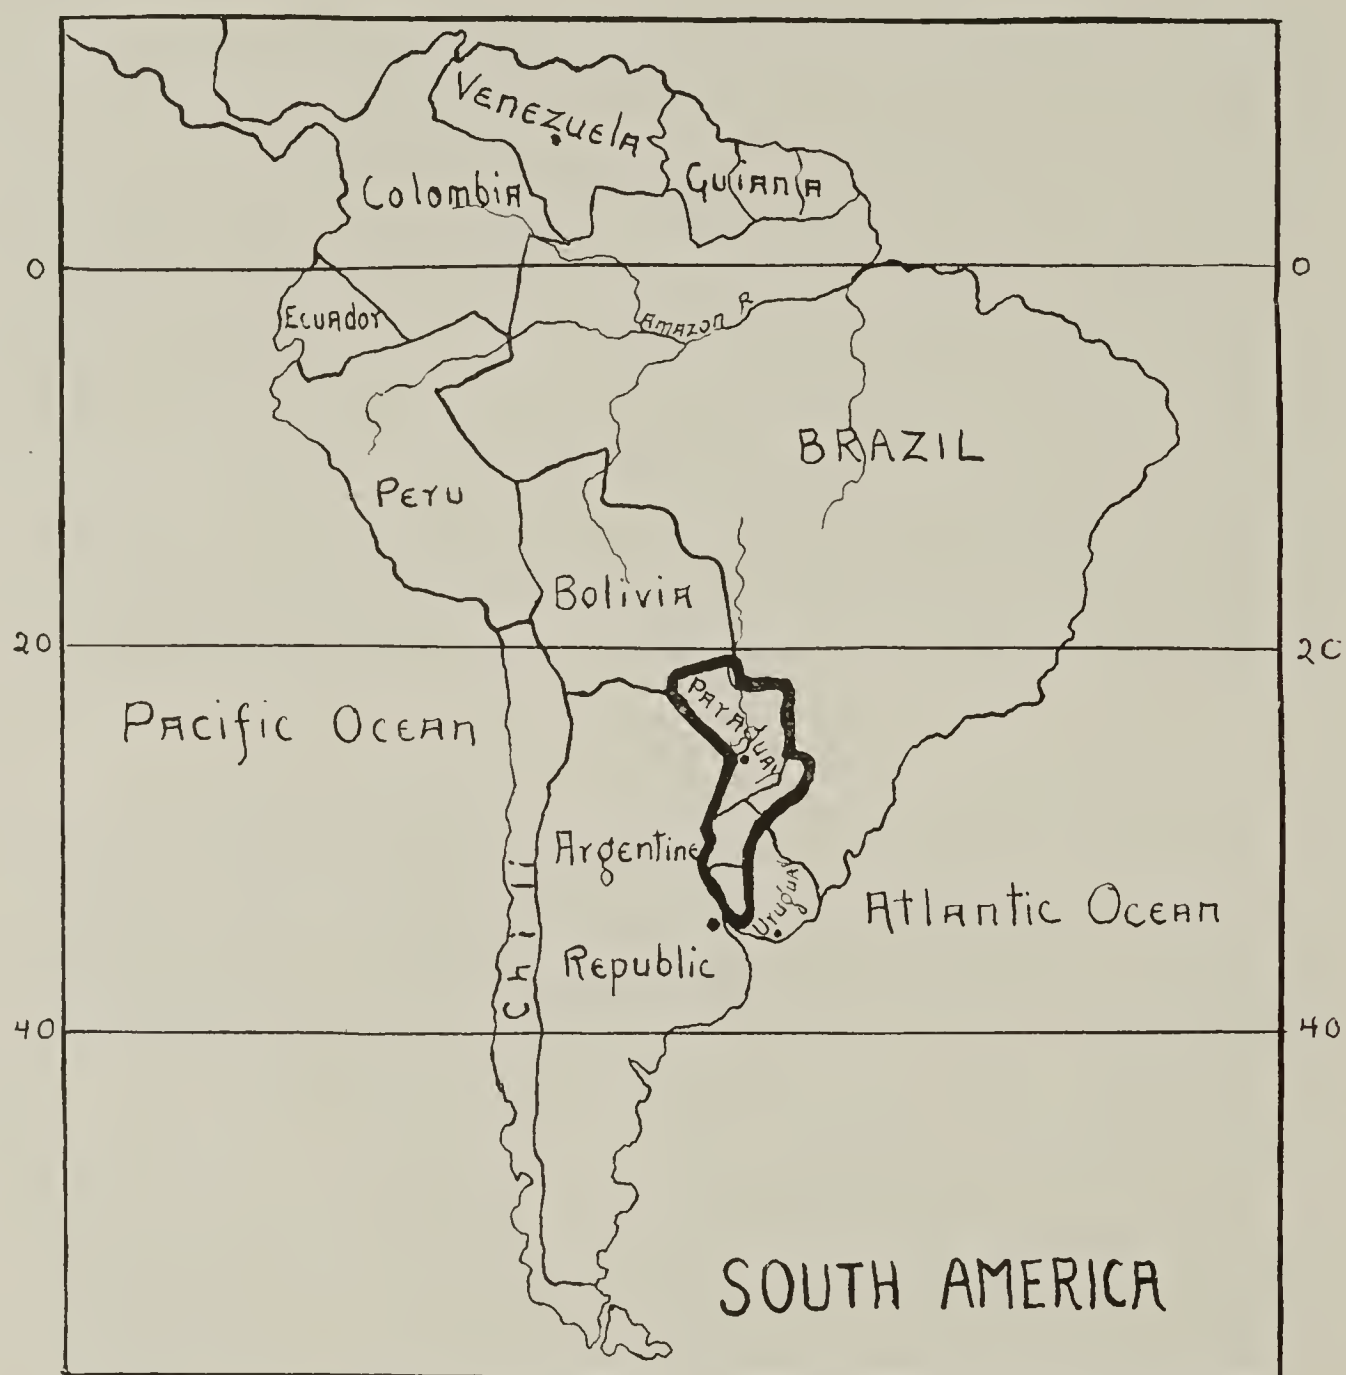 Venezuela
Guiana
Colombia
0 0
Ecuador
Amazon R
BRAZIL
Peru
Bolivia
20 2C
Paraguay
Pacific Ocean
Argentine
Chili
Uruguay
Atlantic Ocean
Republic
40 40
SOUTH AMERICA